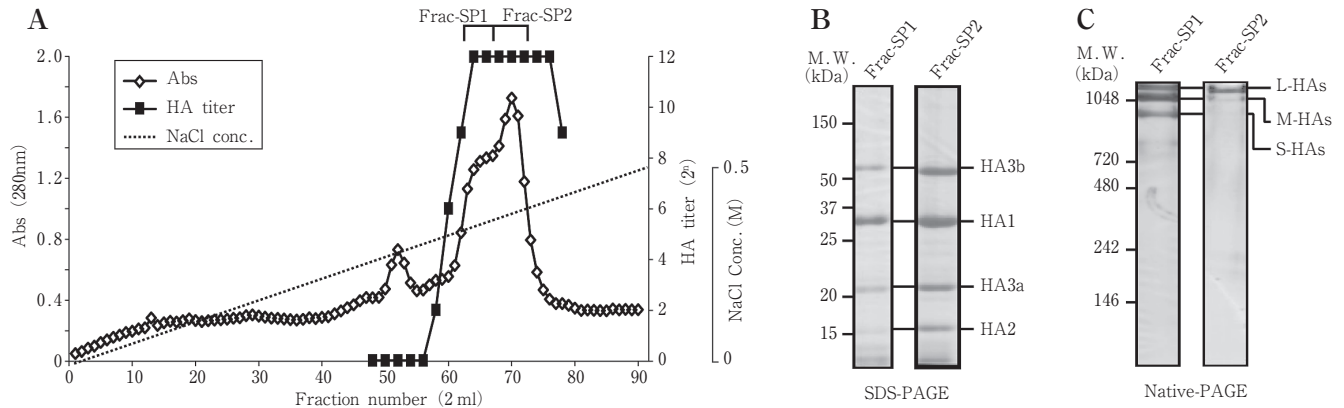 A
Frac-SP1
Frac-SP2
Abs
HA titer
NaCl conc.
Abs (280nm)
2.0
1.6
1.2
0.8
0.4
0
0
10
20
30
40
50
60
70
80
90
Fraction number (2 ml)
12
10
8
6
4
2
0
HA titer (2ⁿ)
0.5
0
NaCl Conc. (M)
B
M.W.
(kDa)
Frac-SP1
Frac-SP2
150
50
37
25
20
15
HA3b
HA1
HA3a
HA2
SDS-PAGE
C
M.W.
(kDa)
Frac-SP1
Frac-SP2
1048
720
480
242
146
L-HAs
M-HAs
S-HAs
Native-PAGE